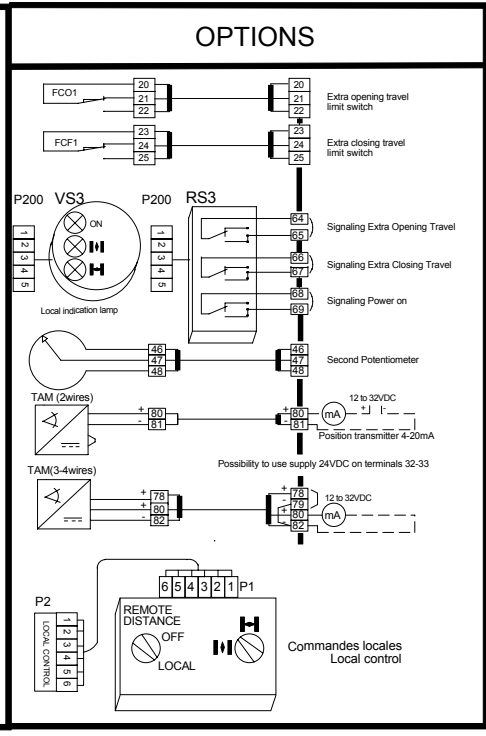 OPTIONS
FCO1
20
21
22
20
21
22
Extra opening travel
limit switch
FCF1
23
24
25
23
24
25
Extra closing travel
limit switch
P200
VS3
P200
RS3
1
2
3
4
5
ON
Local indication lamp
1
2
3
4
5
64
65
Signaling Extra Opening Travel
66
67
Signaling Extra Closing Travel
68
69
Signaling Power on
46
47
48
46
47
48
Second Potentiometer
TAM (2wires)
+ 80
- 81
+ 80
- 81
mA
12 to 32VDC
+ -
Position transmitter 4-20mA
Possibility to use supply 24VDC on terminals 32-33
TAM(3-4wires)
+ 78
+ 80
- 82
+ 78
- 79
+ 80
- 82
mA
12 to 32VDC
6 5 4 3 2 1 P1
P2
LOCAL CONTROL
1
2
3
4
5
6
REMOTE
DISTANCE
OFF
LOCAL
Commandes locales
Local control